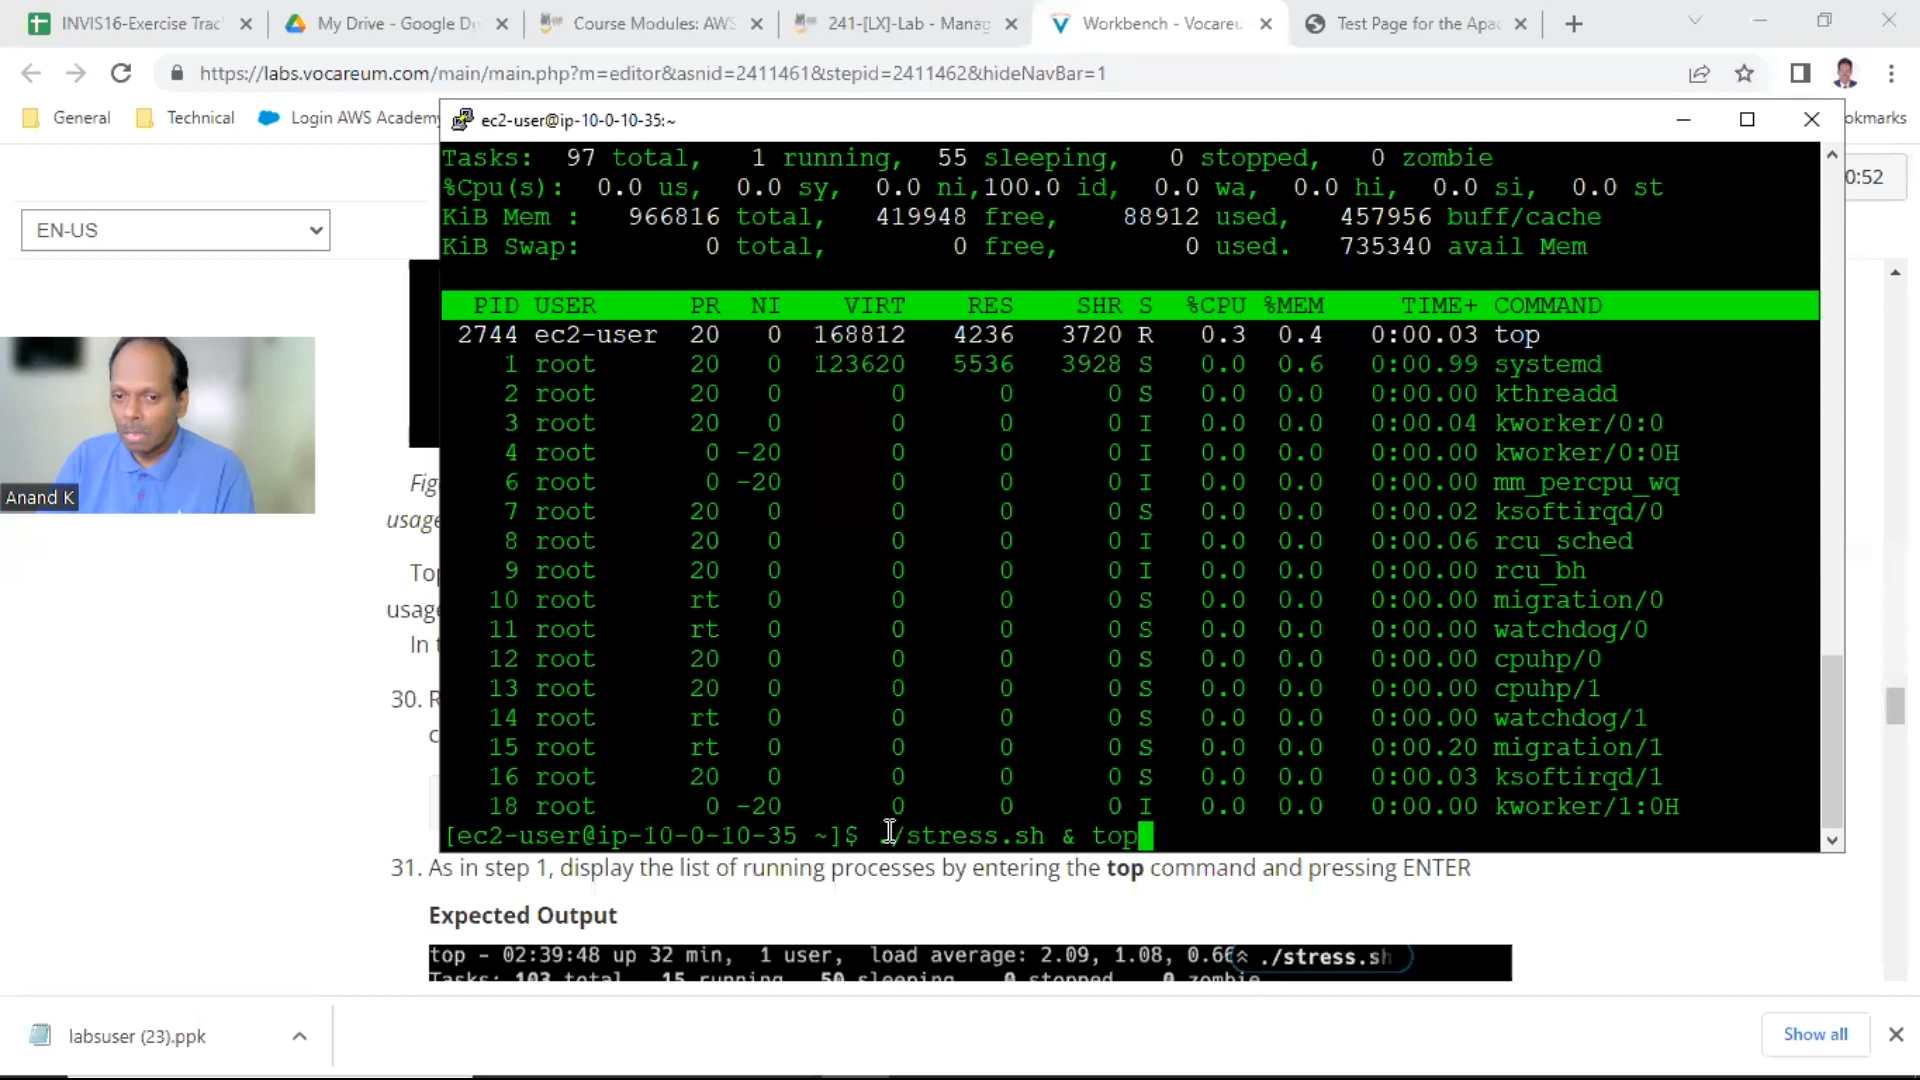 INVIS16-Exercise Trac
My Drive - Google Dr
Course Modules: AWS
241-[LX]-Lab - Manag
Workbench - Vocareu
Test Page for the Apac
https://labs.vocareum.com/main/main.php?m=editor&asnid=2411461&stepid=2411462&hideNavBar=1
General
Technical
Login AWS Academy
okmarks
ec2-user@ip-10-0-10-35:~
0:52
EN-US
Tasks: 97 total, 1 running, 55 sleeping, 0 stopped, 0 zombie
%Cpu(s): 0.0 us, 0.0 sy, 0.0 ni,100.0 id, 0.0 wa, 0.0 hi, 0.0 si, 0.0 st
KiB Mem : 966816 total, 419948 free, 88912 used, 457956 buff/cache
KiB Swap: 0 total, 0 free, 0 used. 735340 avail Mem
PID USER PR NI VIRT RES SHR S %CPU %MEM TIME+ COMMAND
2744 ec2-user 20 0 168812 4236 3720 R 0.3 0.4 0:00.03 top
1 root 20 0 123620 5536 3928 S 0.0 0.6 0:00.99 systemd
2 root 20 0 0 0 0 S 0.0 0.0 0:00.00 kthreadd
3 root 20 0 0 0 0 I 0.0 0.0 0:00.04 kworker/0:0
4 root 0 -20 0 0 0 I 0.0 0.0 0:00.00 kworker/0:0H
6 root 0 -20 0 0 0 I 0.0 0.0 0:00.00 mm_percpu_wq
7 root 20 0 0 0 0 S 0.0 0.0 0:00.02 ksoftirqd/0
8 root 20 0 0 0 0 I 0.0 0.0 0:00.06 rcu_sched
9 root 20 0 0 0 0 I 0.0 0.0 0:00.00 rcu_bh
10 root rt 0 0 0 0 S 0.0 0.0 0:00.00 migration/0
11 root rt 0 0 0 0 S 0.0 0.0 0:00.00 watchdog/0
12 root 20 0 0 0 0 S 0.0 0.0 0:00.00 cpuhp/0
13 root 20 0 0 0 0 S 0.0 0.0 0:00.00 cpuhp/1
14 root rt 0 0 0 0 S 0.0 0.0 0:00.00 watchdog/1
15 root rt 0 0 0 0 S 0.0 0.0 0:00.20 migration/1
16 root 20 0 0 0 0 S 0.0 0.0 0:00.03 ksoftirqd/1
18 root 0 -20 0 0 0 I 0.0 0.0 0:00.00 kworker/1:0H
[ec2-user@ip-10-0-10-35 ~]$ ./stress.sh & top
Anand K
Fig
usage
Top
usage
In t
30. R
c
31. As in step 1, display the list of running processes by entering the top command and pressing ENTER
Expected Output
top - 02:39:48 up 32 min, 1 user, load average: 2.09, 1.08, 0.66 ./stress.sh
Tasks: 103 total, 15 running, 50 sleeping, 0 stopped, 0 zombie
labsuser (23).ppk
Show all